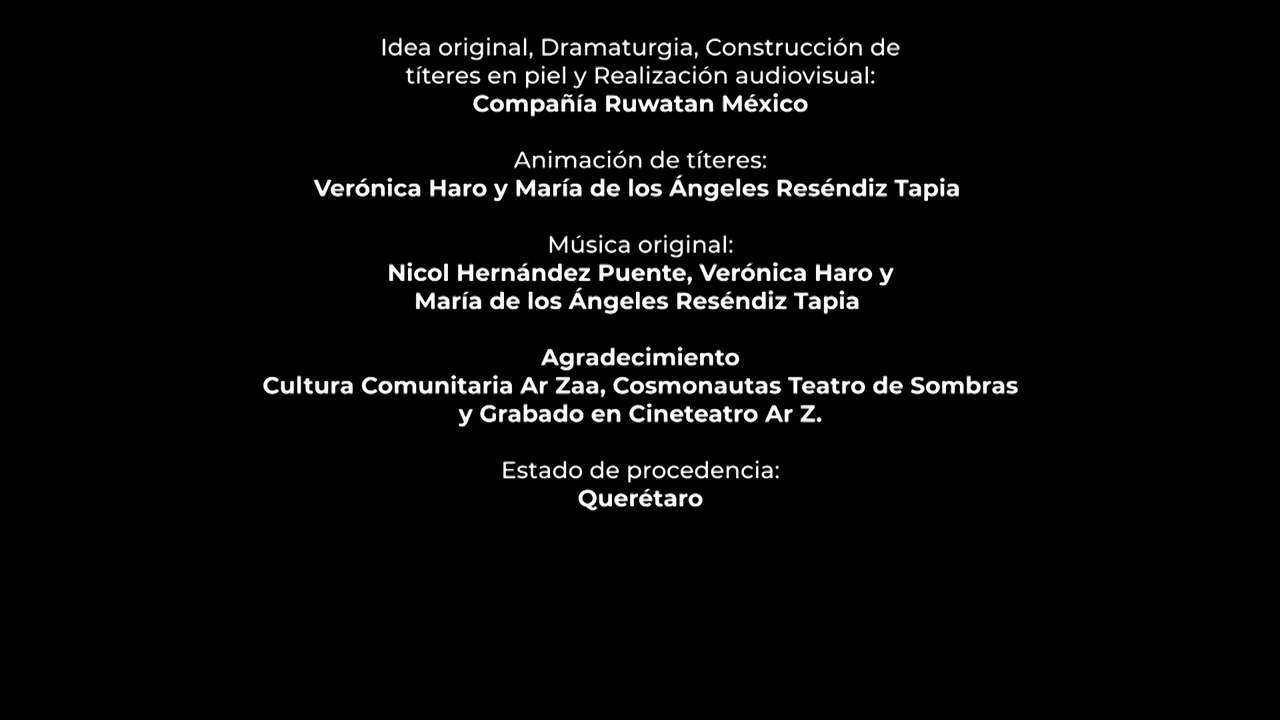 Idea original, Dramaturgia, Construcción de
títeres en piel y Realización audiovisual:
Compañía Ruwatan México
Animación de títeres:
Verónica Haro y María de los Ángeles Reséndiz Tapia
Música original:
Nicol Hernández Puente, Verónica Haro y
María de los Ángeles Reséndiz Tapia
Agradecimiento
Cultura Comunitaria Ar Zaa, Cosmonautas Teatro de Sombras
y Grabado en Cineteatro Ar Z.
Estado de procedencia:
Querétaro